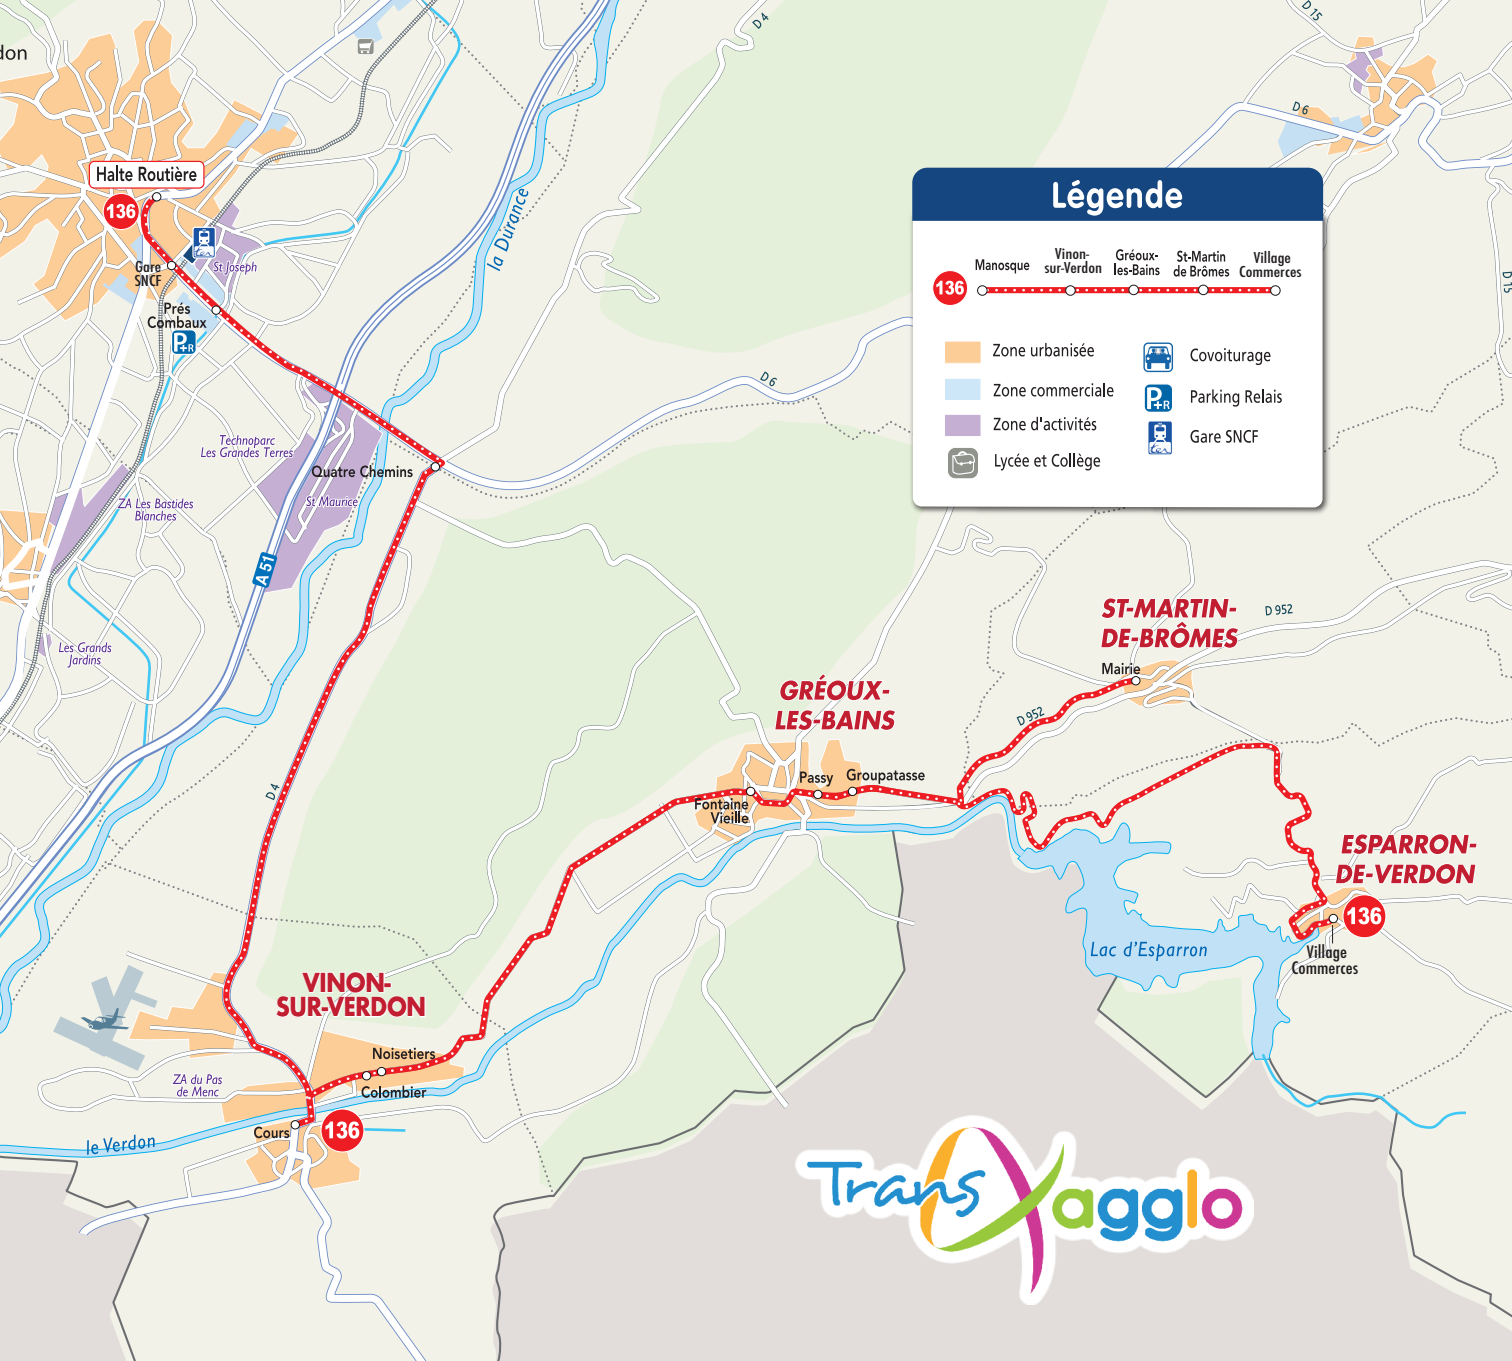 don
D 4
D 15
D 6
Halte Routière
136
Gare
SNCF
St Joseph
Prés
Combaux
P+R
la Durance
Légende
Manosque
Vinon-
sur-Verdon
Gréoux-
les-Bains
St-Martin
de Brômes
Village
Commerces
136
Zone urbanisée
Zone commerciale
Zone d'activités
Lycée et Collège
Covoiturage
P+R
Parking Relais
Gare SNCF
D 15
D 6
Technoparc
Les Grandes Terres
Quatre Chemins
St Maurice
ZA Les Bastides
Blanches
A 51
Les Grands
Jardins
ST-MARTIN-
DE-BRÔMES
D 952
Mairie
D 952
GRÉOUX-
LES-BAINS
Passy
Groupatasse
Fontaine
Vieille
D 4
ESPARRON-
DE-VERDON
136
Village
Commerces
Lac d'Esparron
VINON-
SUR-VERDON
Noisetiers
Colombier
ZA du Pas
de Menc
Cours
136
le Verdon
Trans agglo